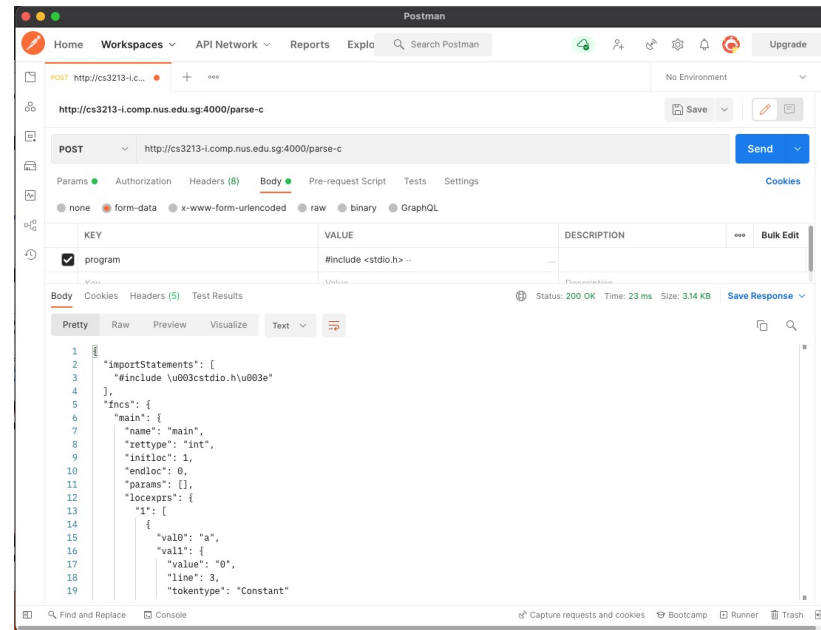 Postman
Home Workspaces API Network Reports Explo Search Postman Upgrade
POST http://cs3213-i.c... + ooo No Environment
http://cs3213-i.comp.nus.edu.sg:4000/parse-c Save
POST http://cs3213-i.comp.nus.edu.sg:4000/parse-c Send
Params Authorization Headers (8) Body Pre-request Script Tests Settings Cookies
none form-data x-www-form-urlencoded raw binary GraphQL
KEY VALUE DESCRIPTION ooo Bulk Edit
program #include <stdio.h> ...
Key Value Description
Body Cookies Headers (5) Test Results Status: 200 OK Time: 23 ms Size: 3.14 KB Save Response
Pretty Raw Preview Visualize Text
1 {
2 "importStatements": [
3 "#include \u003cstdio.h\u003e"
4 ],
5 "fncs": {
6 "main": {
7 "name": "main",
8 "rettype": "int",
9 "initloc": 1,
10 "endloc": 0,
11 "params": [],
12 "locexprs": {
13 "1": [
14 {
15 "val0": "a",
16 "val1": {
17 "value": "0",
18 "line": 3,
19 "tokentype": "Constant"
Find and Replace Console Capture requests and cookies Bootcamp Runner Trash